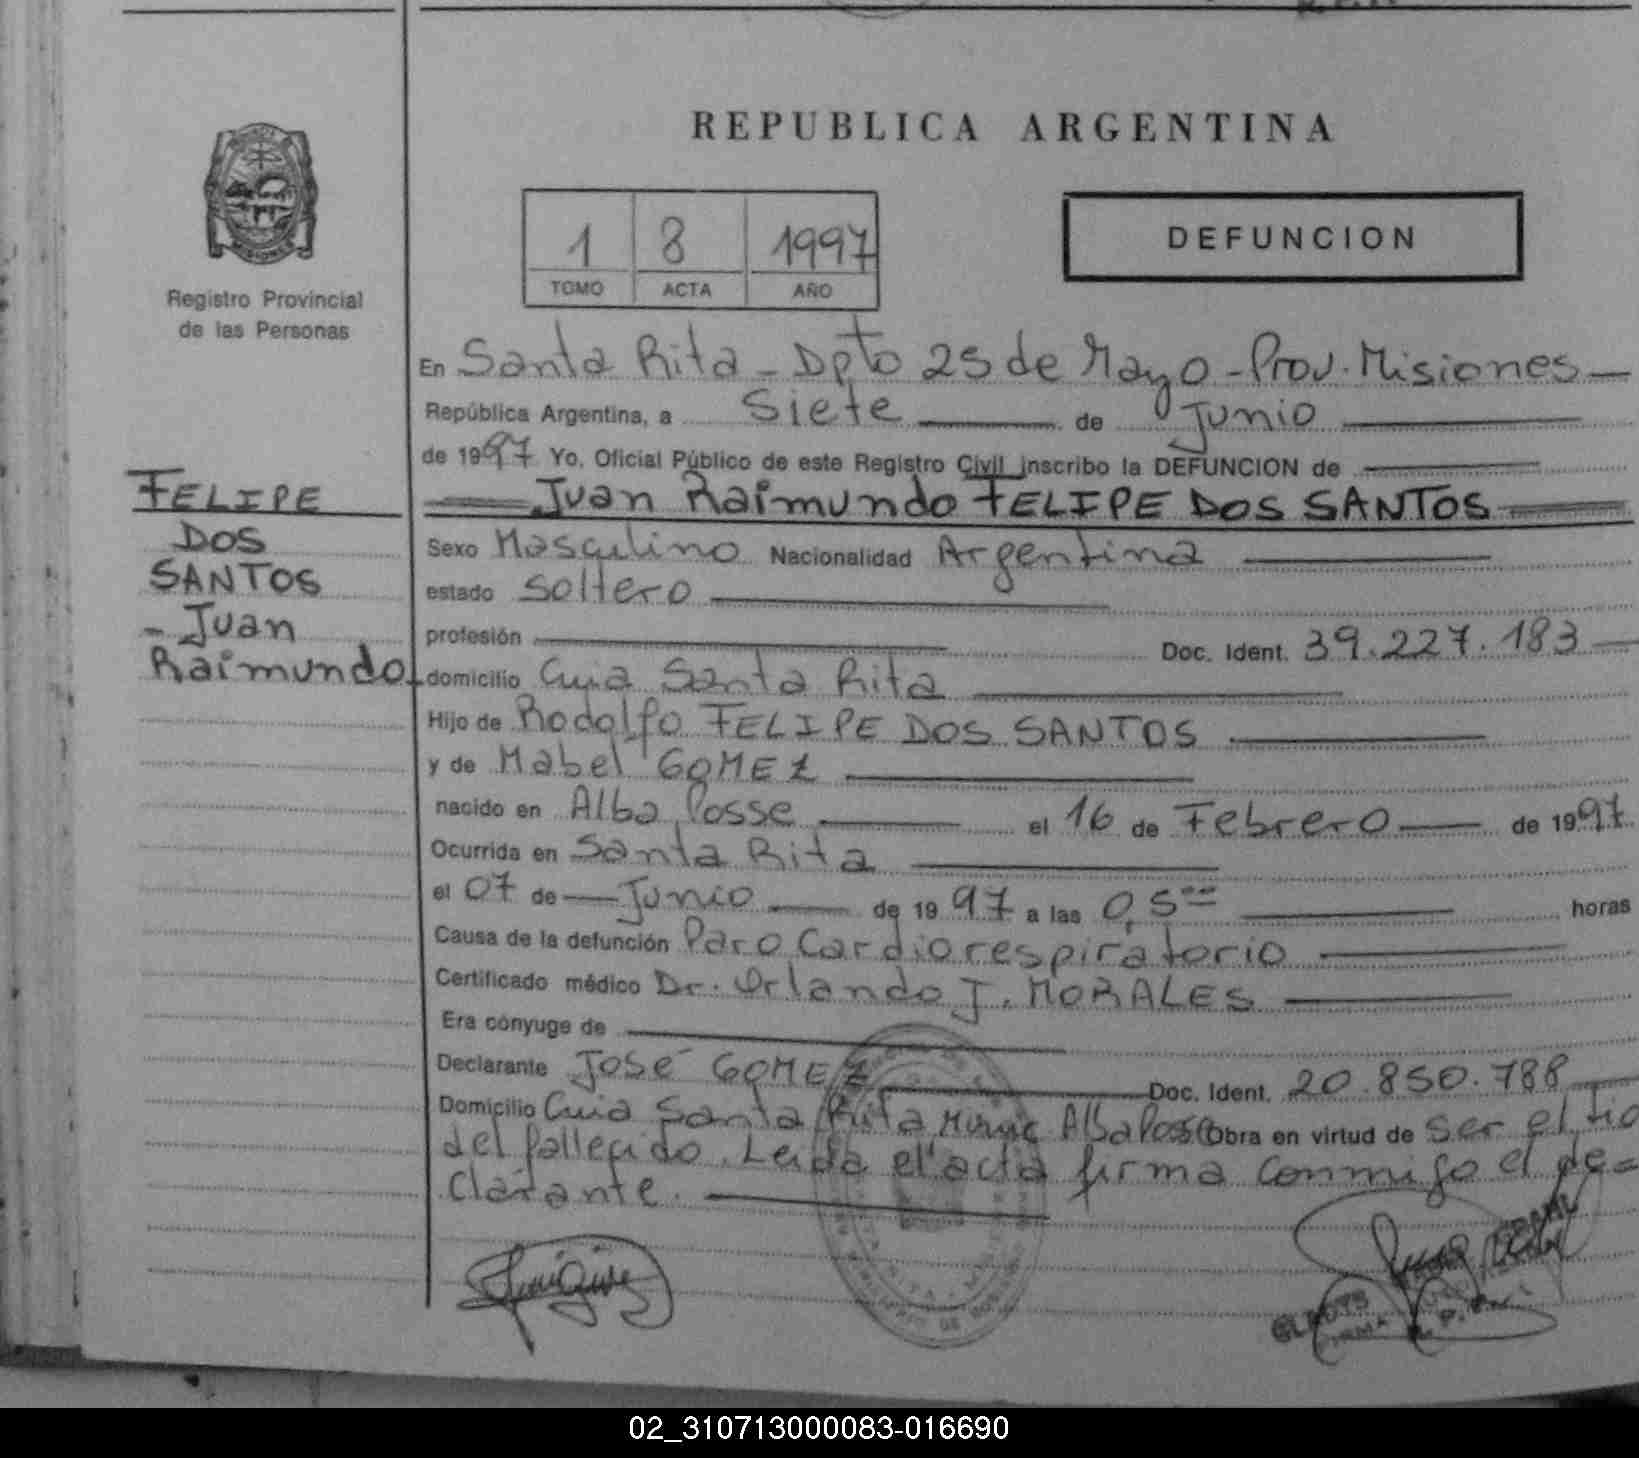 REPUBLICA ARGENTINA
1 8 1997
TOMO ACTA AÑO
DEFUNCION
Registro Provincial
de las Personas
En Santa Rita - Dpto 25 de Mayo - Prov. Misiones
República Argentina, a Siete de Junio
de 1997 Yo, Oficial Público de este Registro Civil inscribo la DEFUNCION de
Juan Raimundo FELIPE DOS SANTOS
FELIPE
DOS
SANTOS
- Juan
Raimundo
Sexo Masculino Nacionalidad Argentina
estado Soltero
profesión Doc. Ident. 39.227.183
domicilio Cnia Santa Rita
Hijo de Rodolfo FELIPE DOS SANTOS
y de Mabel GOMEZ
nacido en Alba Posse el 16 de Febrero de 1997
Ocurrida en Santa Rita
el 07 de Junio de 1997 a las 0,5 horas
Causa de la defunción Paro Cardiorespiratorio
Certificado médico Dr. Orlando J. MORALES
Era cónyuge de
Declarante José GOMEZ Doc. Ident. 20.850.788
Domicilio Cnia Santa Rita Alba Posse Obra en virtud de ser el tio
del fallecido. Leida el acta firma conmigo el de=
clarante.
GLADYS
02_310713000083-016690